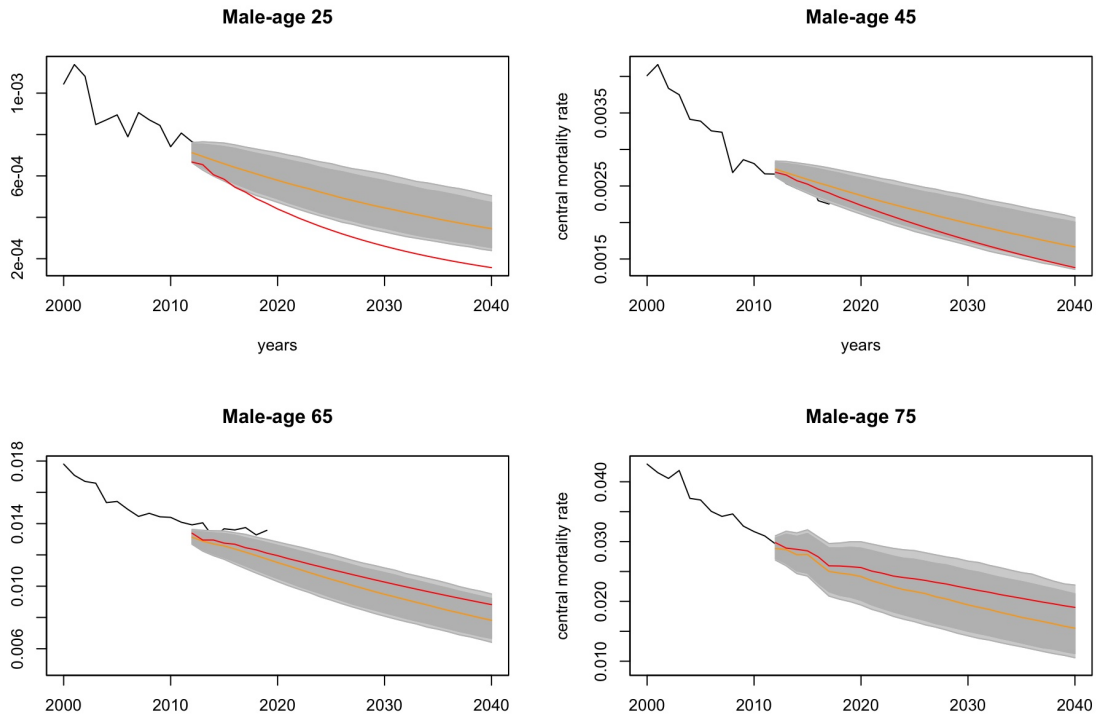 Male-age 25
Male-age 45
1e-03
6e-04
2e-04
2000 2010 2020 2030 2040
years
central mortality rate
0.0035
0.0025
0.0015
2000 2010 2020 2030 2040
years
Male-age 65
Male-age 75
0.018
0.014
0.010
0.006
2000 2010 2020 2030 2040
central mortality rate
0.040
0.030
0.020
0.010
2000 2010 2020 2030 2040